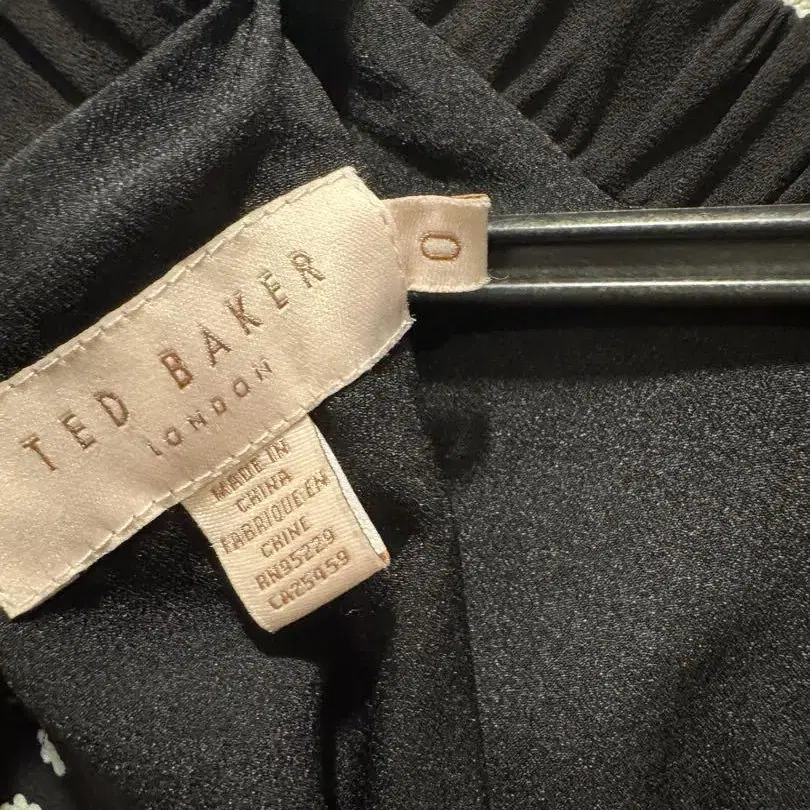 TED BAKER
LONDON
0
MADE IN
CHINA
FABRIQUE EN
CHINE
RN95229
CA25459